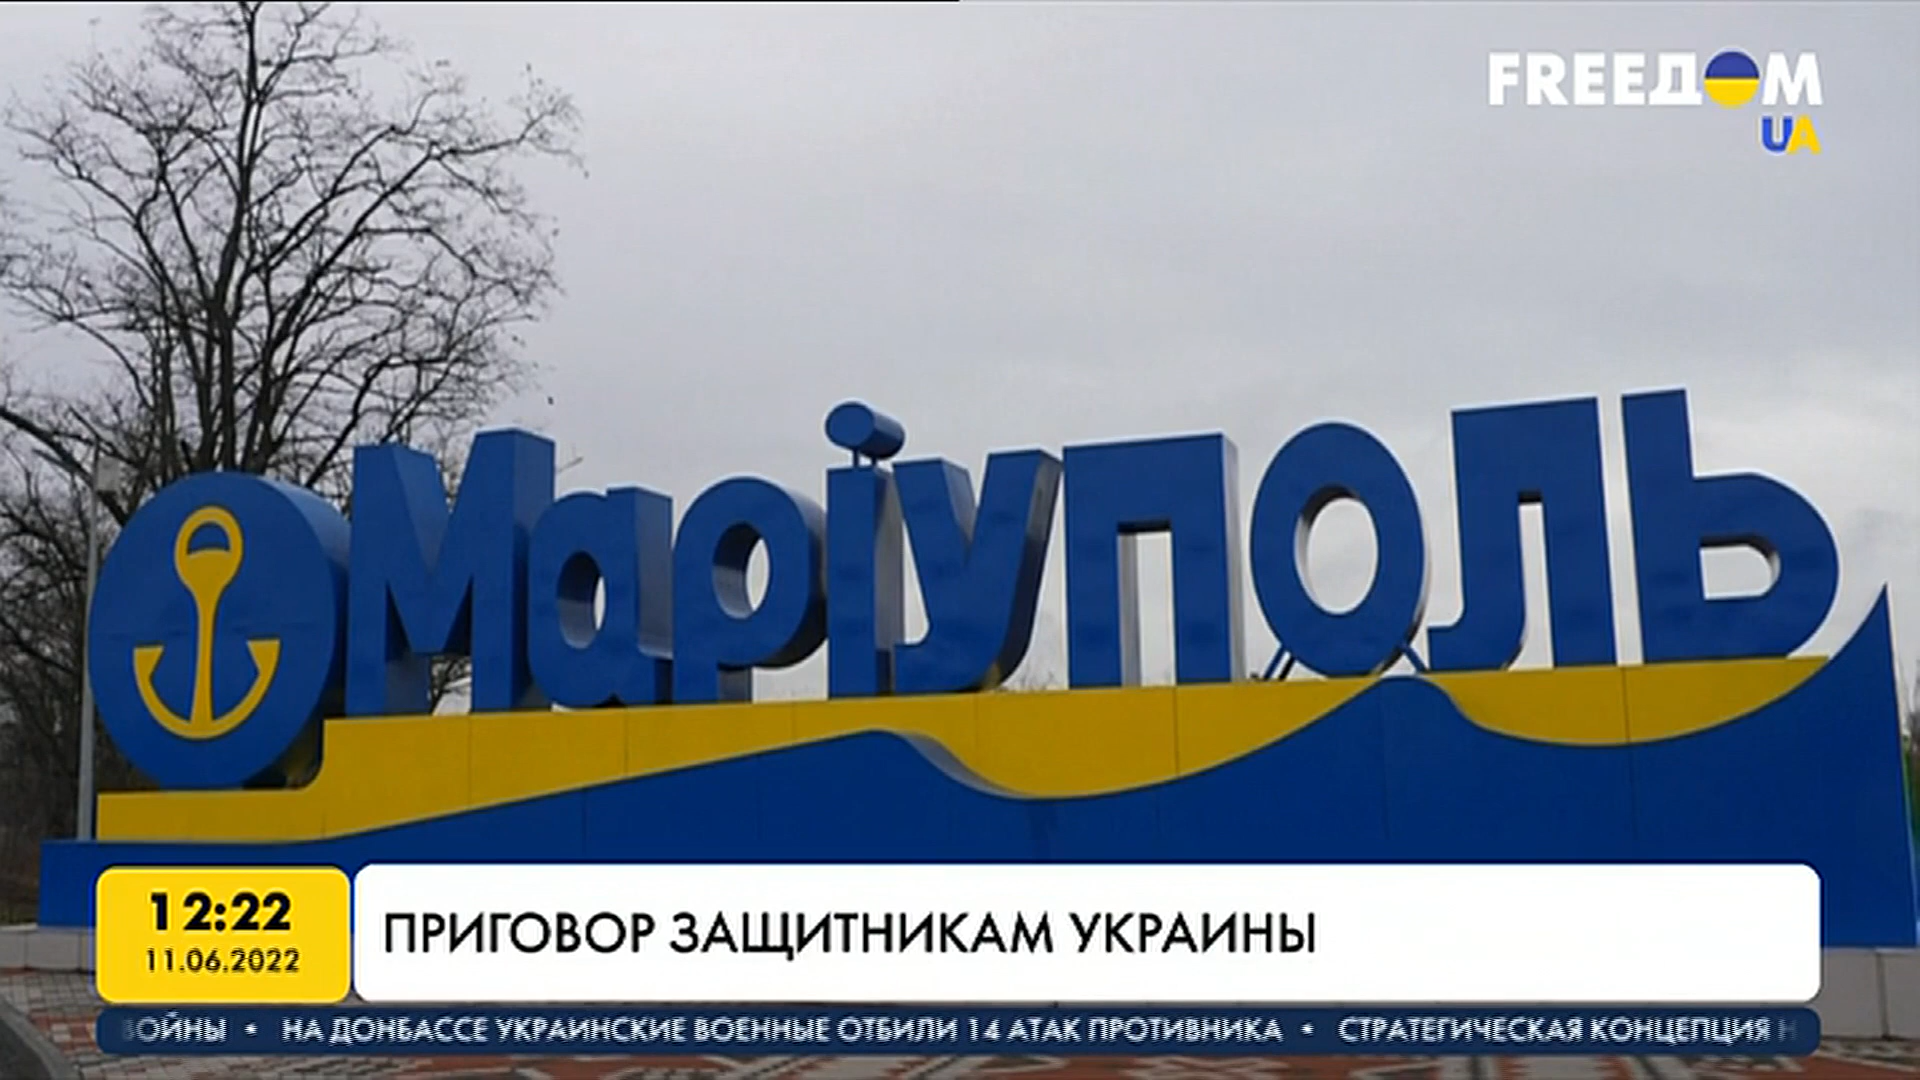 FREEДOM
UA
Маріуполь
12:22
11.06.2022
ПРИГОВОР ЗАЩИТНИКАМ УКРАИНЫ
ВОЙНЫ • НА ДОНБАССЕ УКРАИНСКИЕ ВОЕННЫЕ ОТБИЛИ 14 АТАК ПРОТИВНИКА • СТРАТЕГИЧЕСКАЯ КОНЦЕПЦИЯ